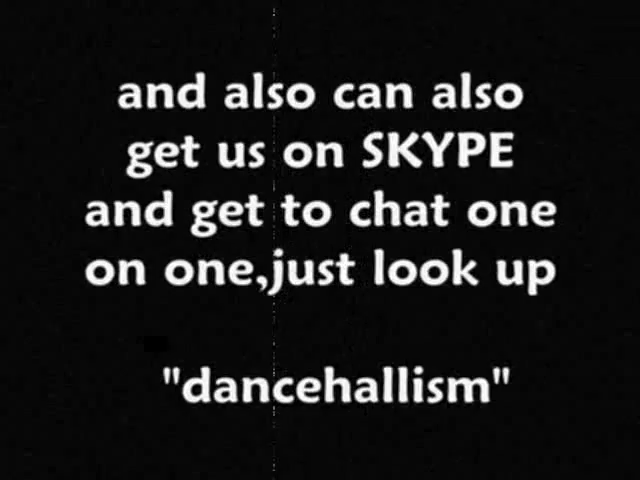 and also can also
get us on SKYPE
and get to chat one
on one,just look up
"dancehallism"